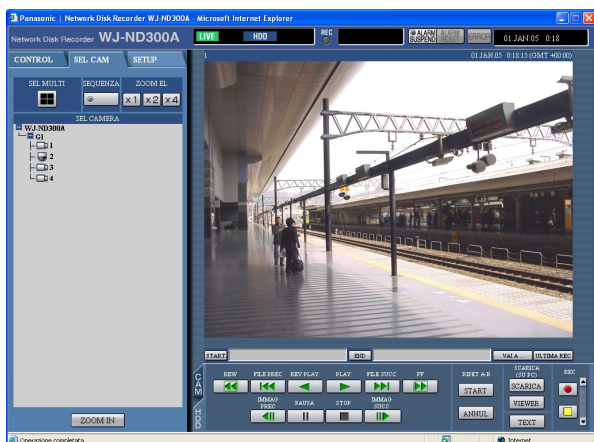 Panasonic | Network Disk Recorder WJ-ND300A - Microsoft Internet Explorer
Network Disk Recorder WJ-ND300A
LIVE HDD REC ALARM SUSPEND ALARM RESET ERROR 01.JAN.05 0:18
CONTROL SEL CAM SETUP
1 01.JAN.05 0:18:15 (GMT +00:00)
SEL MULTI SEQUENZA ZOOM EL
x1 x2 x4
SEL CAMERA
WJ-ND300A
G1
1
2
3
4
START END VAI A... ULTIMA REC
CAM
HDD
REW FILE PREC REV PLAY PLAY FILE SUCC FF
IMMAG PREC PAUSA STOP IMMAG SUCC
RIPET A-B
START
ANNUL
SCARICA (SU PC)
SCARICA
VIEWER
TEXT
REC
ZOOM IN
Operazione completata
Internet